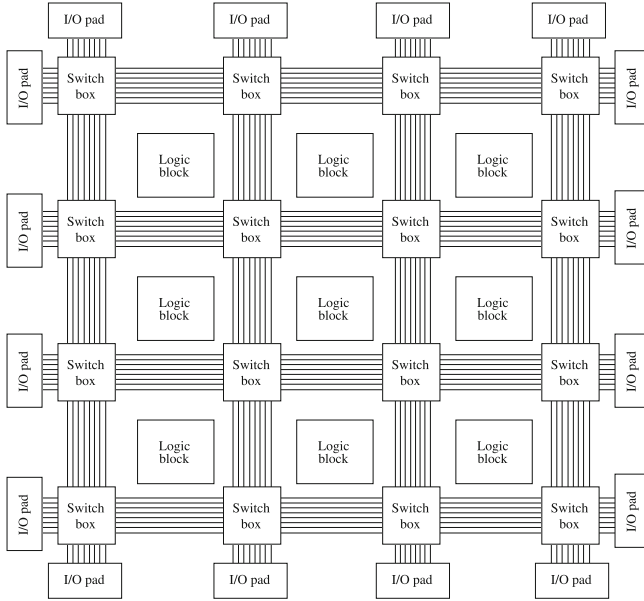 I/O pad
I/O pad
I/O pad
I/O pad
I/O pad
Switch
box
Switch
box
Switch
box
Switch
box
I/O pad
Logic
block
Logic
block
Logic
block
I/O pad
Switch
box
Switch
box
Switch
box
Switch
box
I/O pad
Logic
block
Logic
block
Logic
block
I/O pad
Switch
box
Switch
box
Switch
box
Switch
box
I/O pad
Logic
block
Logic
block
Logic
block
I/O pad
Switch
box
Switch
box
Switch
box
Switch
box
I/O pad
I/O pad
I/O pad
I/O pad
I/O pad